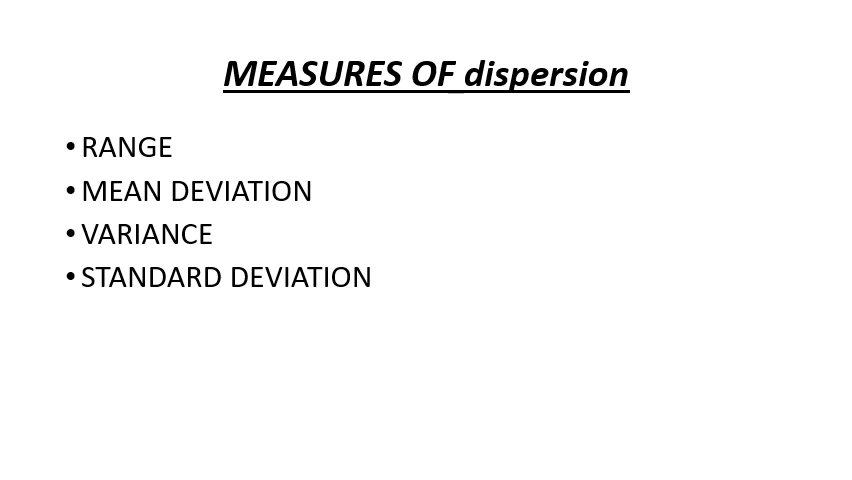 MEASURES OF dispersion
• RANGE
• MEAN DEVIATION
• VARIANCE
• STANDARD DEVIATION